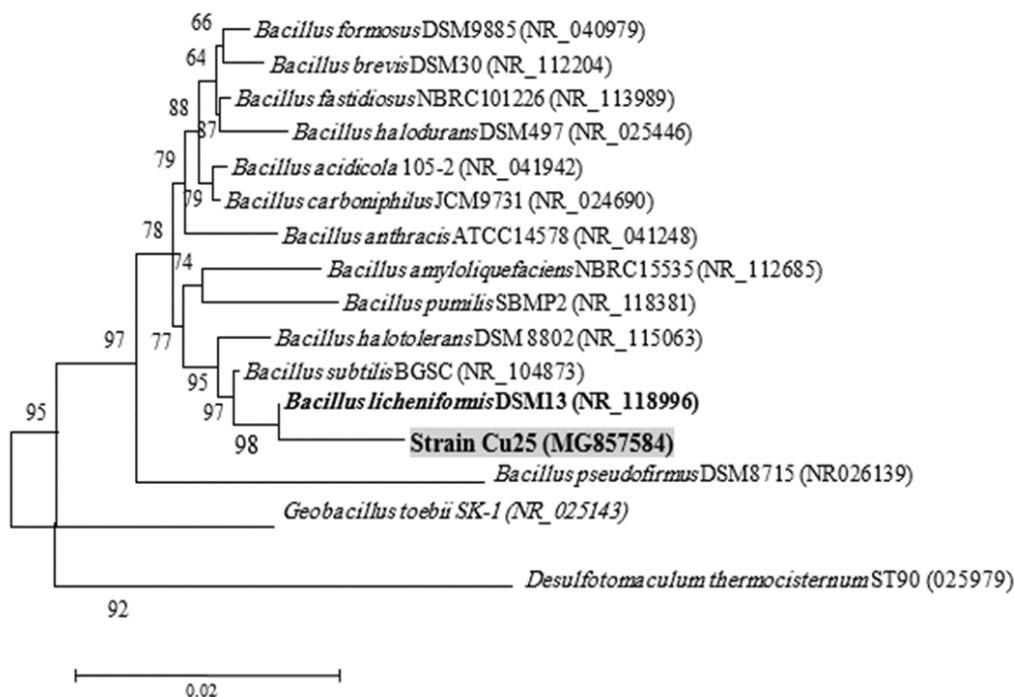 66
Bacillus formosus DSM9885 (NR_040979)
64
Bacillus brevis DSM30 (NR_112204)
Bacillus fastidiosus NBRC101226 (NR_113989)
88
87
Bacillus halodurans DSM497 (NR_025446)
79
Bacillus acidicola 105-2 (NR_041942)
79
Bacillus carboniphilus JCM9731 (NR_024690)
78
Bacillus anthracis ATCC14578 (NR_041248)
74
Bacillus amyloliquefaciens NBRC15535 (NR_112685)
Bacillus pumilis SBMP2 (NR_118381)
97
77
Bacillus halotolerans DSM 8802 (NR_115063)
95
Bacillus subtilis BGSC (NR_104873)
97
Bacillus licheniformis DSM13 (NR_118996)
95
98
Strain Cu25 (MG857584)
Bacillus pseudofirmus DSM8715 (NR026139)
Geobacillus toebii SK-1 (NR_025143)
Desulfotomaculum thermocisternum ST90 (025979)
92
0.02